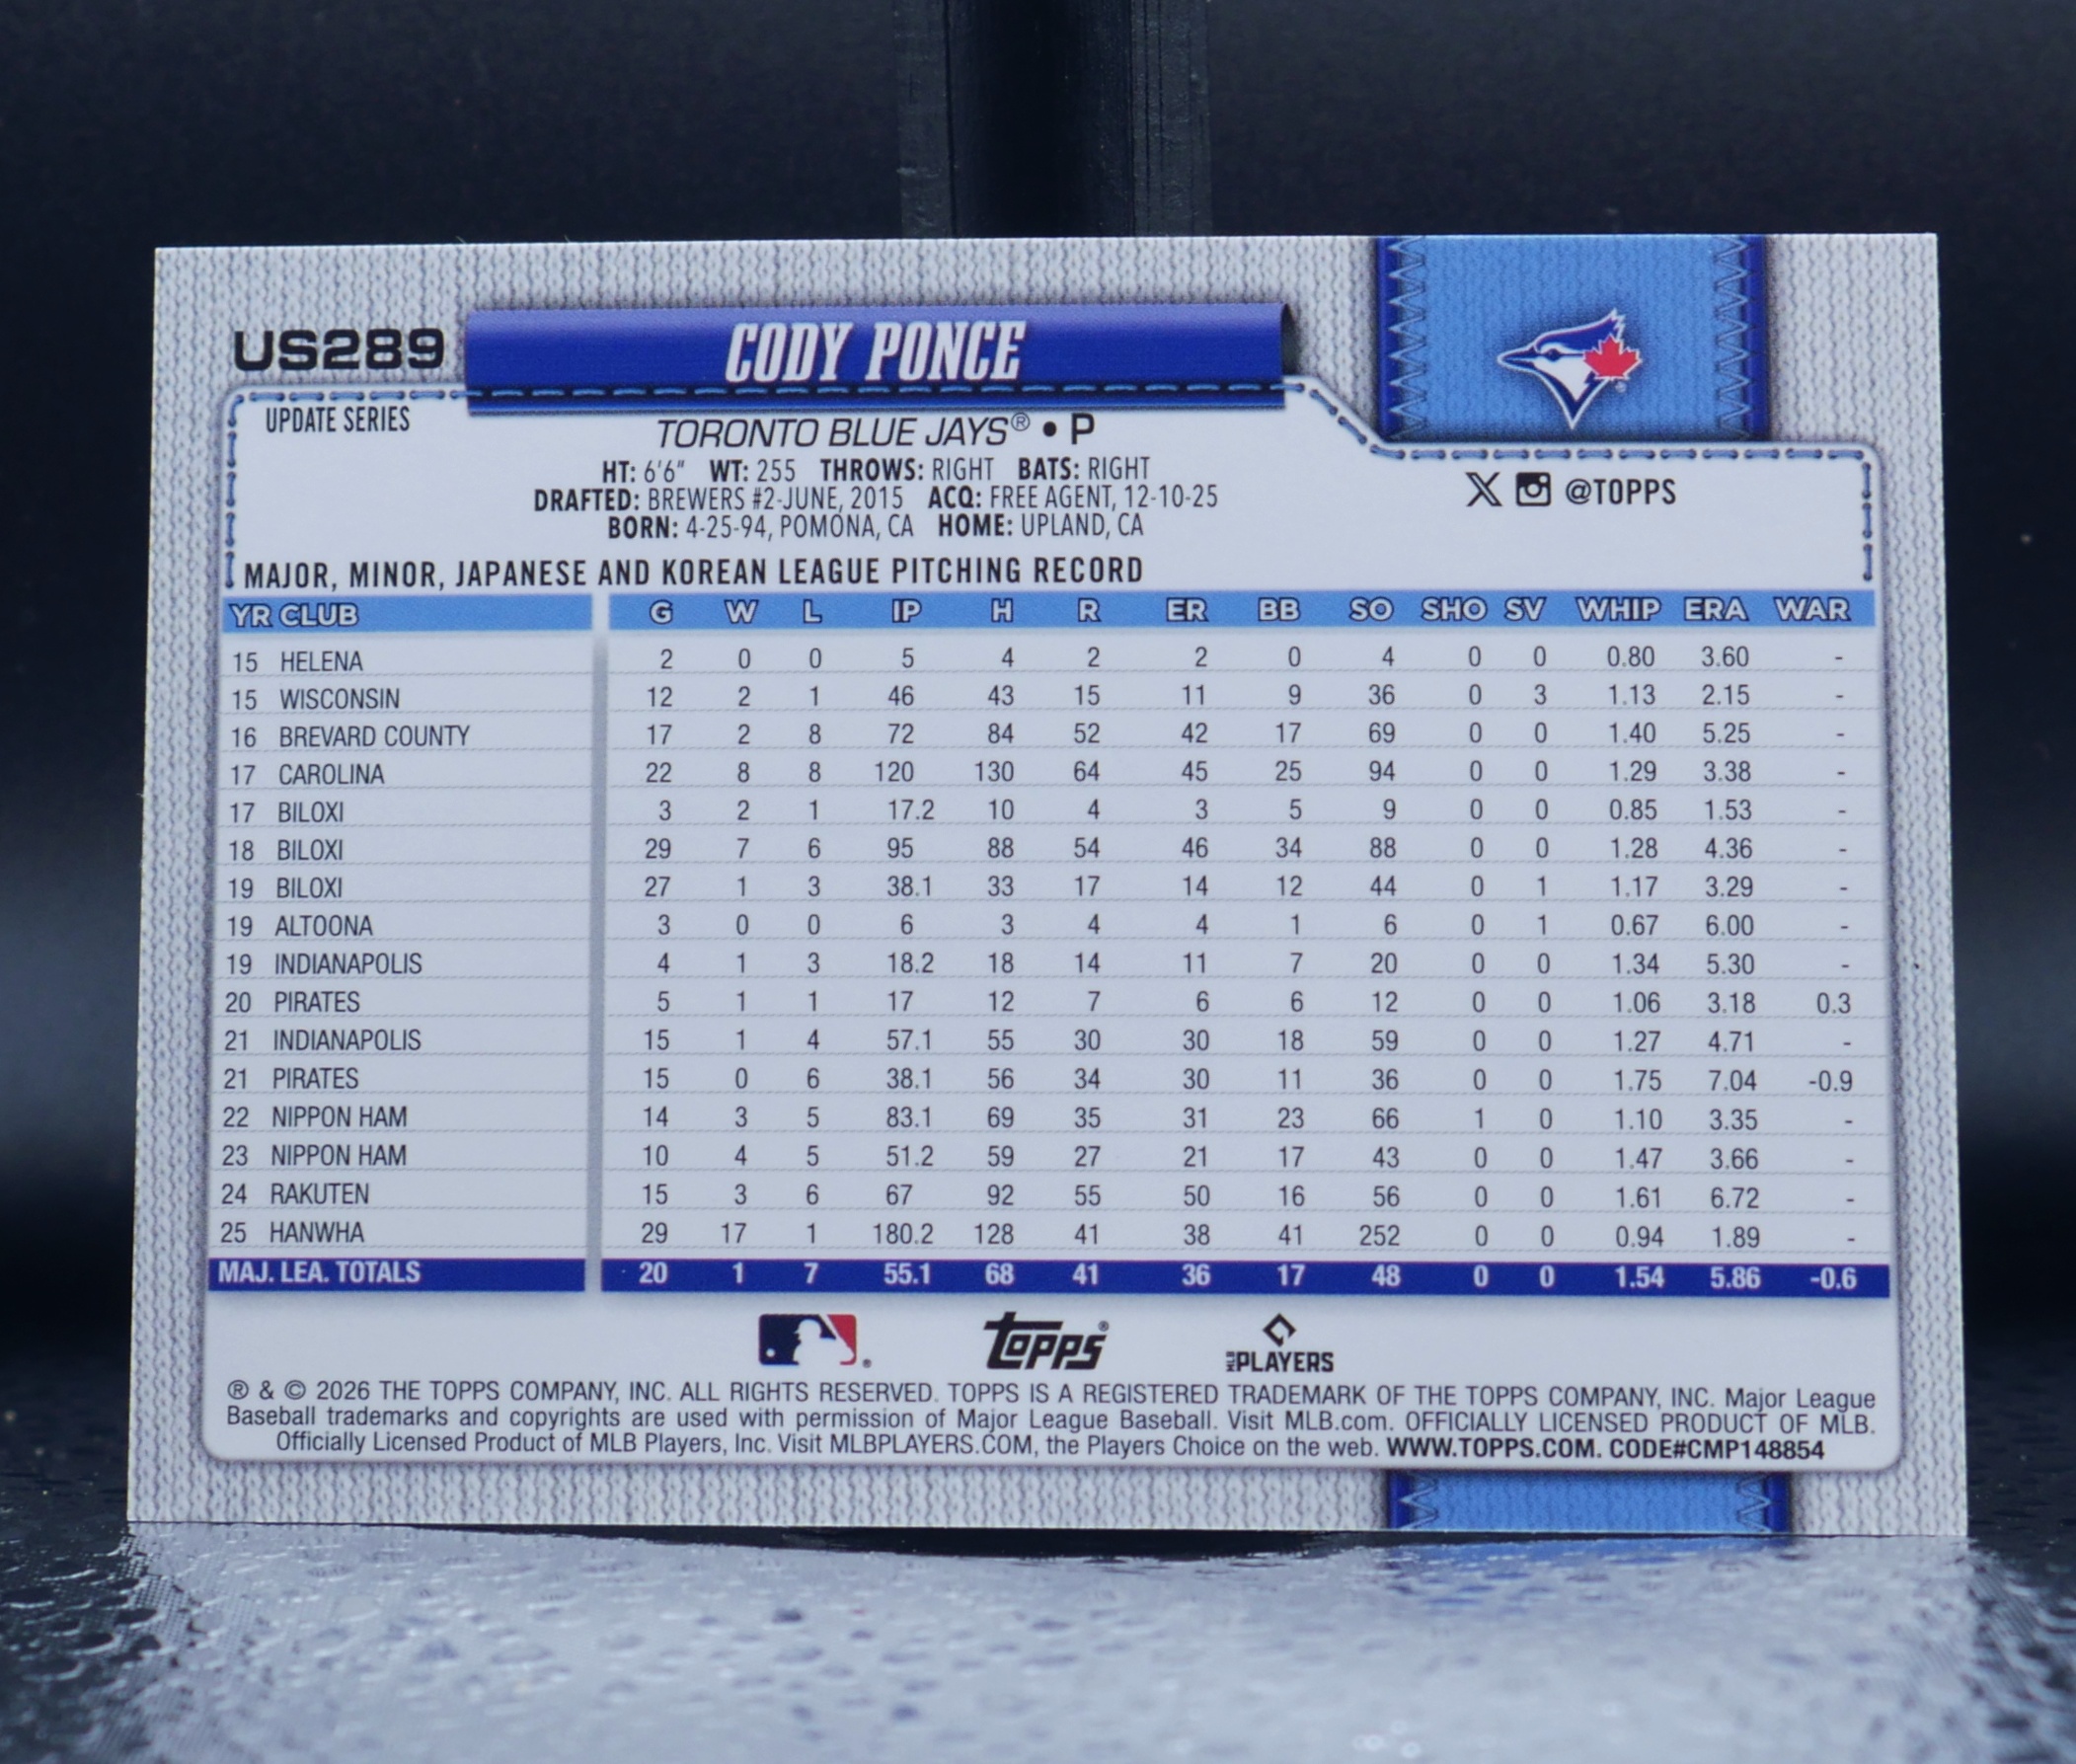 US289
CODY PONCE
UPDATE SERIES
TORONTO BLUE JAYS® • P
HT: 6'6" WT: 255 THROWS: RIGHT BATS: RIGHT
DRAFTED: BREWERS #2-JUNE, 2015 ACQ: FREE AGENT, 12-10-25
BORN: 4-25-94, POMONA, CA HOME: UPLAND, CA
@TOPPS
MAJOR, MINOR, JAPANESE AND KOREAN LEAGUE PITCHING RECORD
YR CLUB G W L IP H R ER BB SO SHO SV WHIP ERA WAR
15 HELENA 2 0 0 5 4 2 2 0 4 0 0 0.80 3.60 -
15 WISCONSIN 12 2 1 46 43 15 11 9 36 0 3 1.13 2.15 -
16 BREVARD COUNTY 17 2 8 72 84 52 42 17 69 0 0 1.40 5.25 -
17 CAROLINA 22 8 8 120 130 64 45 25 94 0 0 1.29 3.38 -
17 BILOXI 3 2 1 17.2 10 4 3 5 9 0 0 0.85 1.53 -
18 BILOXI 29 7 6 95 88 54 46 34 88 0 0 1.28 4.36 -
19 BILOXI 27 1 3 38.1 33 17 14 12 44 0 1 1.17 3.29 -
19 ALTOONA 3 0 0 6 3 4 4 1 6 0 1 0.67 6.00 -
19 INDIANAPOLIS 4 1 3 18.2 18 14 11 7 20 0 0 1.34 5.30 -
20 PIRATES 5 1 1 17 12 7 6 6 12 0 0 1.06 3.18 0.3
21 INDIANAPOLIS 15 1 4 57.1 55 30 30 18 59 0 0 1.27 4.71 -
21 PIRATES 15 0 6 38.1 56 34 30 11 36 0 0 1.75 7.04 -0.9
22 NIPPON HAM 14 3 5 83.1 69 35 31 23 66 1 0 1.10 3.35 -
23 NIPPON HAM 10 4 5 51.2 59 27 21 17 43 0 0 1.47 3.66 -
24 RAKUTEN 15 3 6 67 92 55 50 16 56 0 0 1.61 6.72 -
25 HANWHA 29 17 1 180.2 128 41 38 41 252 0 0 0.94 1.89 -
MAJ. LEA. TOTALS 20 1 7 55.1 68 41 36 17 48 0 0 1.54 5.86 -0.6
TOPPS® MLB PLAYERS
® & © 2026 THE TOPPS COMPANY, INC. ALL RIGHTS RESERVED. TOPPS IS A REGISTERED TRADEMARK OF THE TOPPS COMPANY, INC. Major League
Baseball trademarks and copyrights are used with permission of Major League Baseball. Visit MLB.com. OFFICIALLY LICENSED PRODUCT OF MLB.
Officially Licensed Product of MLB Players, Inc. Visit MLBPLAYERS.COM, the Players Choice on the web. WWW.TOPPS.COM. CODE#CMP148854